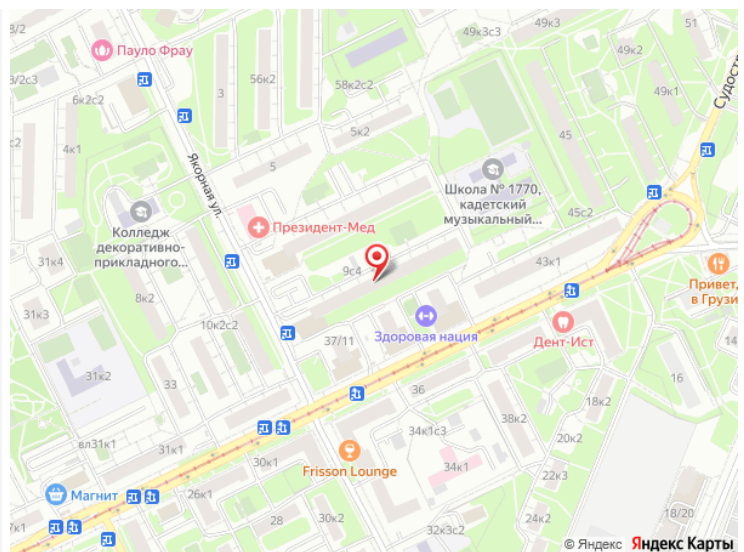 8/2
49к3с3
49к3
51
Пауло Фрау
49к2
3/2с3
56к2
58к2с2
3
49к1
Судостр
6к2с2
5к2
4к1
45
5
Якорная ул.
Школа № 1770,
кадетский
музыкальный...
Колледж
декоративно-
прикладного...
Президент-Мед
45с2
31к4
9с4
43к1
8к2
Привет,
в Грузи
31к3
10к2с2
37/11
Здоровая нация
Дент-Ист
31к2
33
36
16
18к2
38к2
вл31к1
31к1
34к1с3
20к2
30к1
Frisson Lounge
34к1
22к3
Магнит
26к1
28
30к2
32к2
24к2
18/20
7к1
© Яндекс
Яндекс Карты